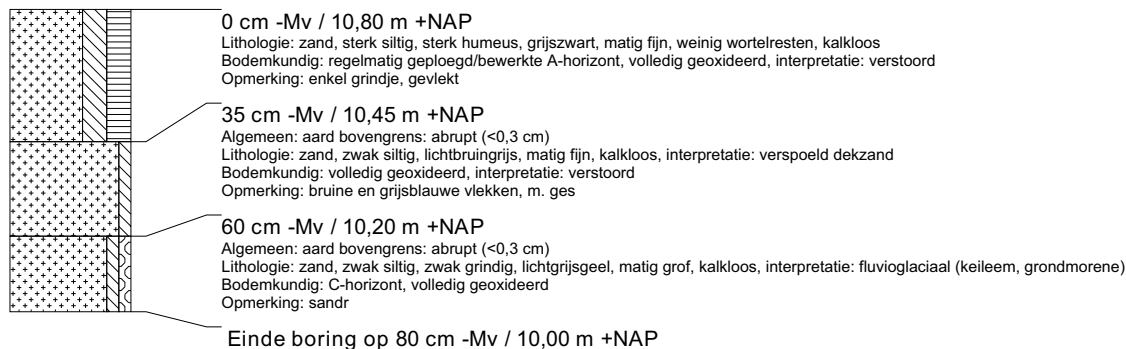 0 cm -Mv / 10,80 m +NAP
Lithologie: zand, sterk siltig, sterk humeus, grijszwart, matig fijn, weinig wortelresten, kalkloos
Bodemkundig: regelmatig geploegd/bewerkte A-horizont, volledig geoxideerd, interpretatie: verstoord
Opmerking: enkel grindje, gevlekt
35 cm -Mv / 10,45 m +NAP
Algemeen: aard bovengrens: abrupt (<0,3 cm)
Lithologie: zand, zwak siltig, lichtbruingrijs, matig fijn, kalkloos, interpretatie: verspoeld dekzand
Bodemkundig: volledig geoxideerd, interpretatie: verstoord
Opmerking: bruine en grijsblauwe vlekken, m. ges
60 cm -Mv / 10,20 m +NAP
Algemeen: aard bovengrens: abrupt (<0,3 cm)
Lithologie: zand, zwak siltig, zwak grindig, lichtgrijsgeel, matig grof, kalkloos, interpretatie: fluvioglaciaal (keileem, grondmorene)
Bodemkundig: C-horizont, volledig geoxideerd
Opmerking: sandr
Einde boring op 80 cm -Mv / 10,00 m +NAP